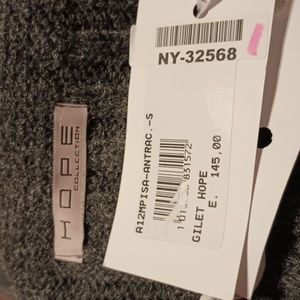 HOPE
COLLECTION
NY-32568
A12MPISA-ANTRAC.-S
GILET HOPE
E. 145,00